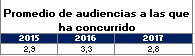 Promedio de audiencias a las que
ha concurrido
2015 2016 2017
2,9 3,3 2,8